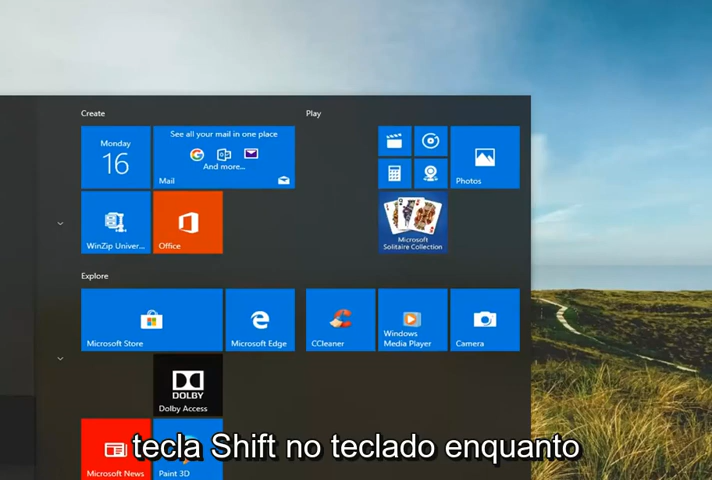 Create
Play
Monday
16
See all your mail in one place
And more...
Mail
Photos
WinZip Univer...
Office
Microsoft
Solitaire Collection
Explore
Microsoft Store
Microsoft Edge
CCleaner
Windows
Media Player
Camera
DOLBY
Dolby Access
Microsoft News
Paint 3D
tecla Shift no teclado enquanto